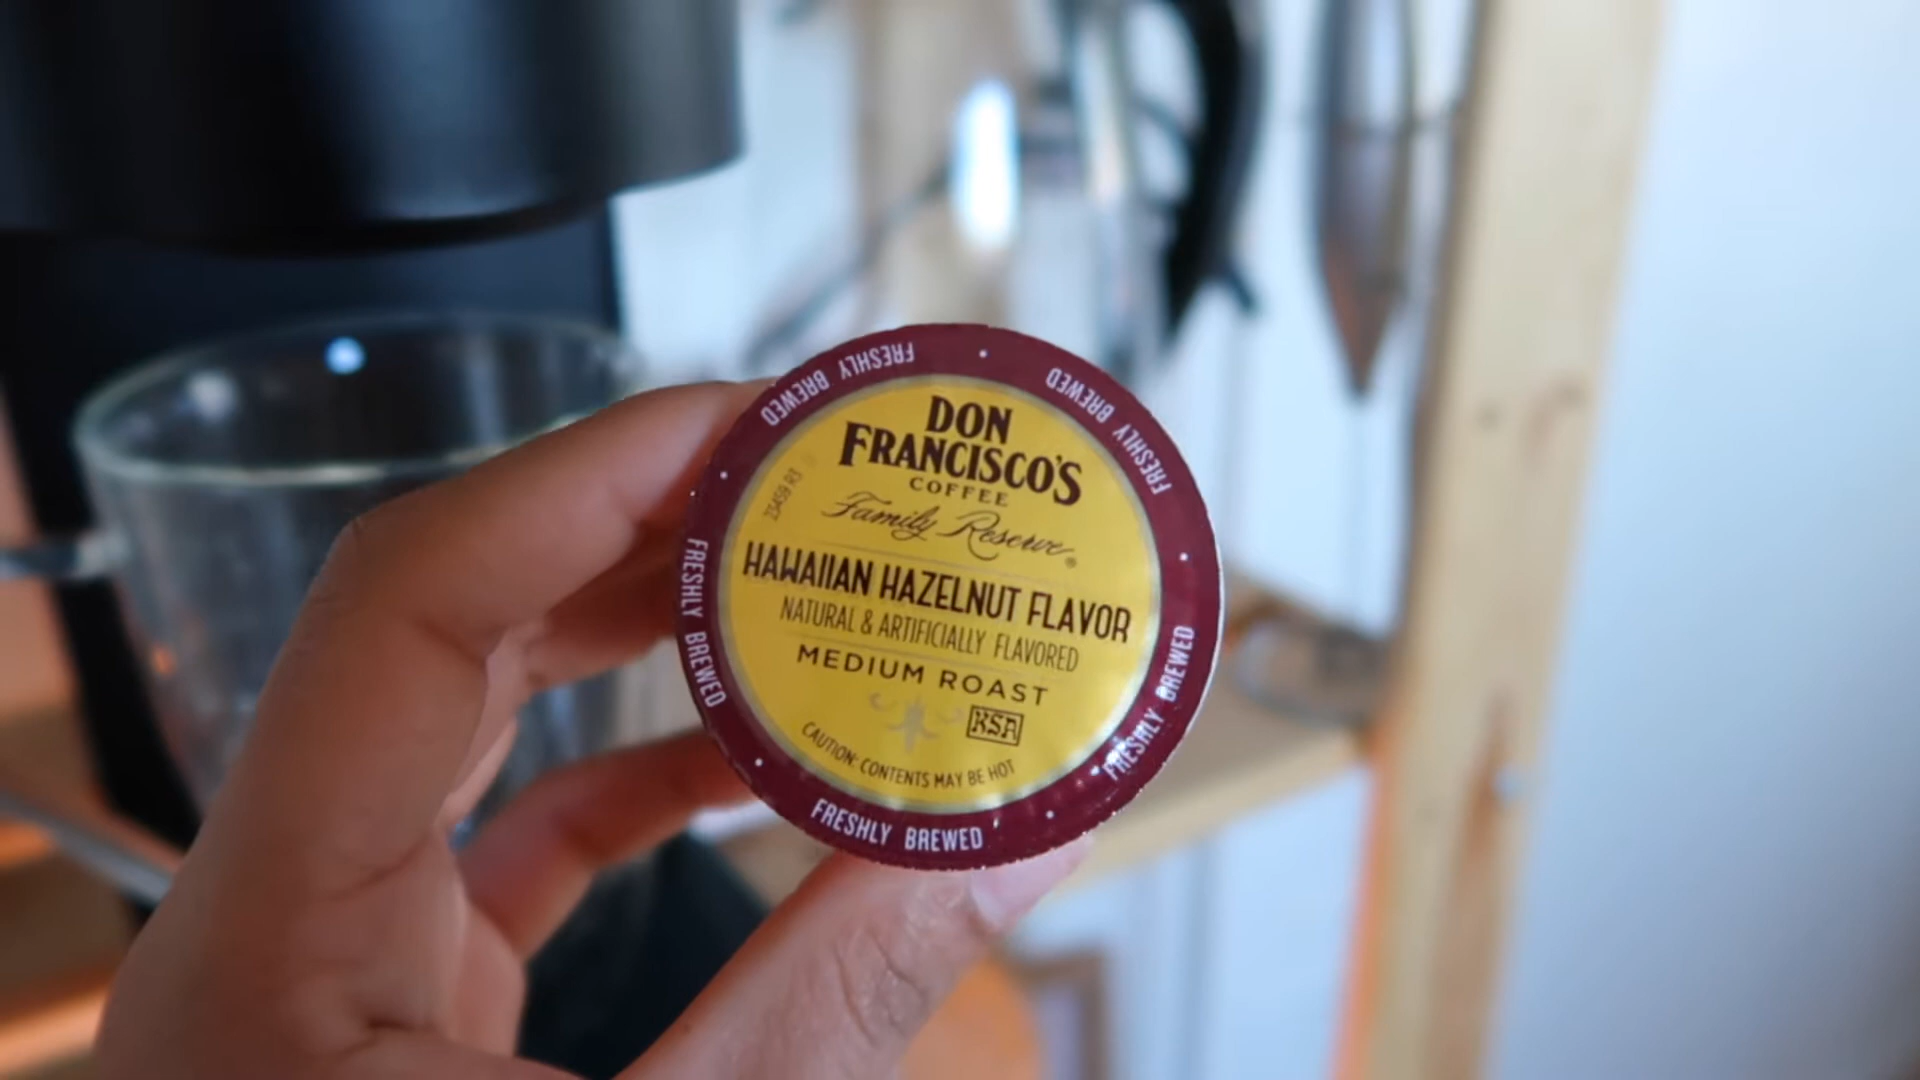 DON
FRANCISCO'S
COFFEE
Family Reserve®
HAWAIIAN HAZELNUT FLAVOR
NATURAL & ARTIFICIALLY FLAVORED
MEDIUM ROAST
KSA
CAUTION: CONTENTS MAY BE HOT
FRESHLY BREWED
FRESHLY BREWED
FRESHLY BREWED
FRESHLY BREWED
FRESHLY BREWED